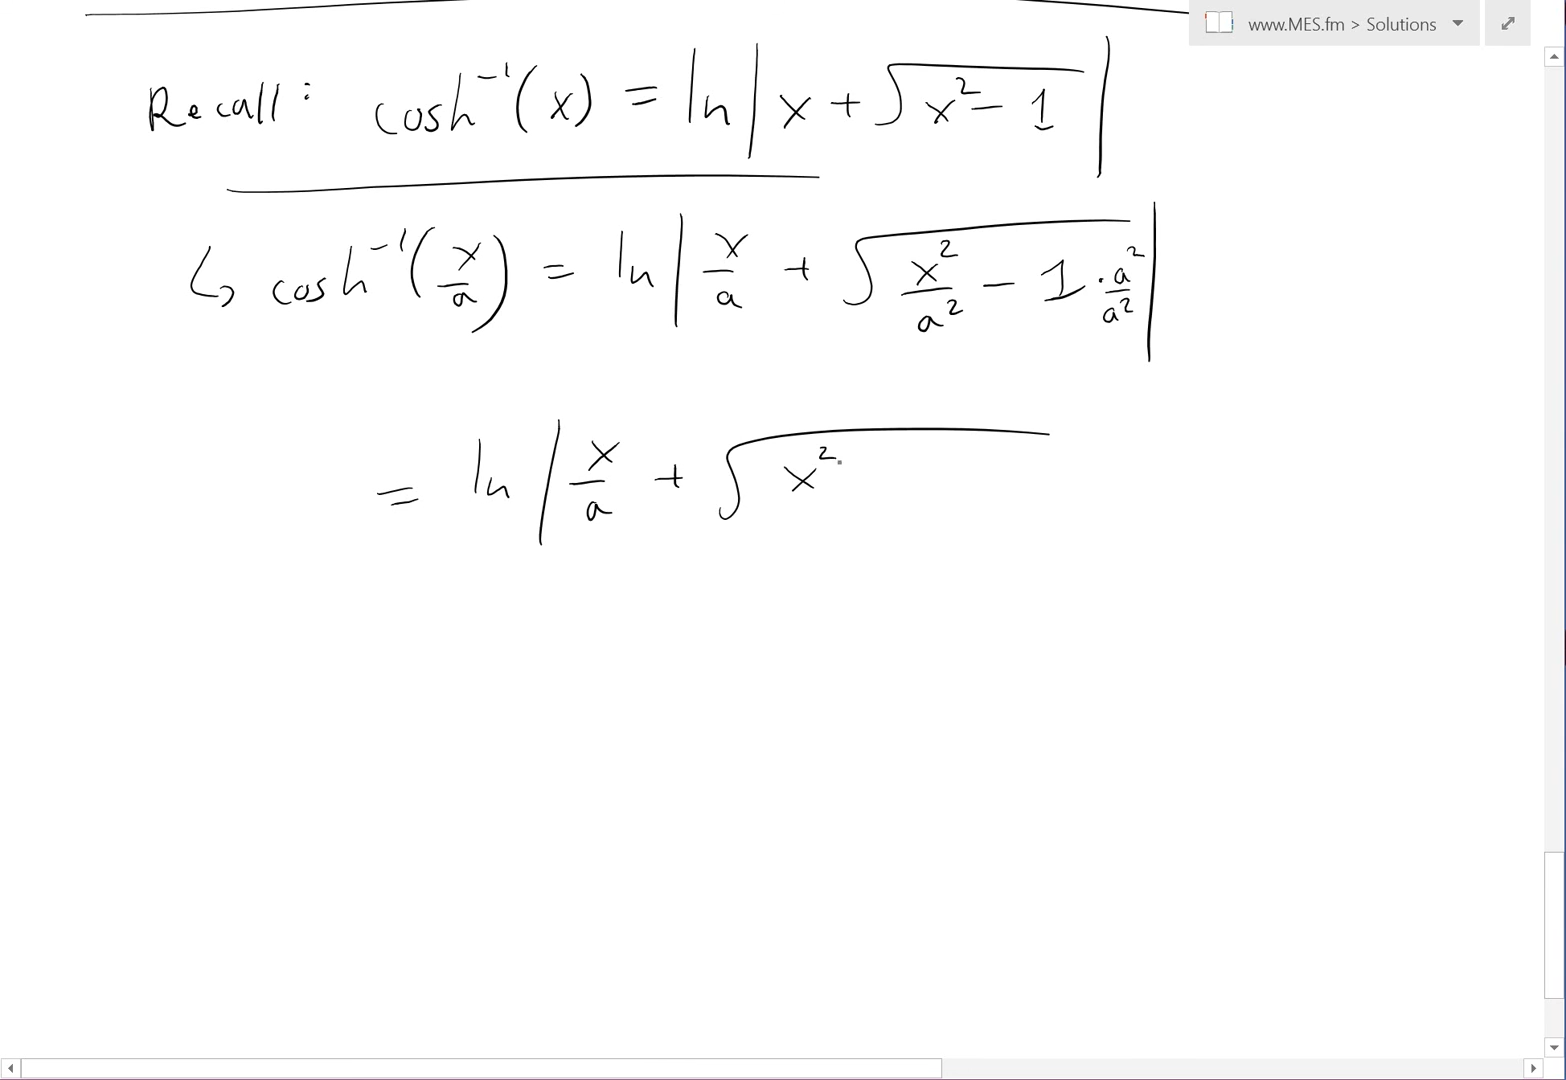 www.MES.fm > Solutions
Recall: cosh⁻¹(x) = ln|x + √(x² - 1)|
↳ cosh⁻¹(x/a) = ln|x/a + √(x²/a² - 1 · a²/a²)|
= ln|x/a + √(x²